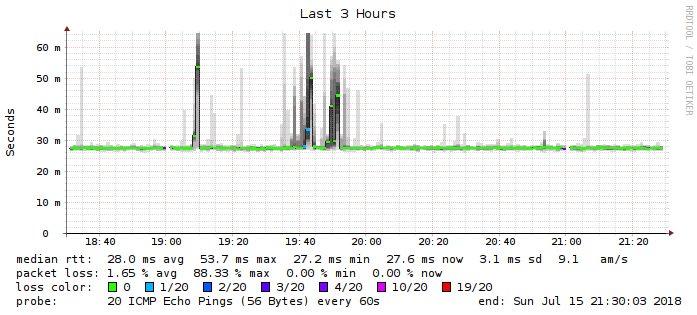 Last 3 Hours
RRDTOOL / TOBI OETIKER
Seconds
60 m
50 m
40 m
30 m
20 m
10 m
0
18:40 19:00 19:20 19:40 20:00 20:20 20:40 21:00 21:20
median rtt: 28.0 ms avg 53.7 ms max 27.2 ms min 27.6 ms now 3.1 ms sd 9.1 am/s
packet loss: 1.65 % avg 88.33 % max 0.00 % min 0.00 % now
loss color: 0 1/20 2/20 3/20 4/20 10/20 19/20
probe: 20 ICMP Echo Pings (56 Bytes) every 60s end: Sun Jul 15 21:30:03 2018